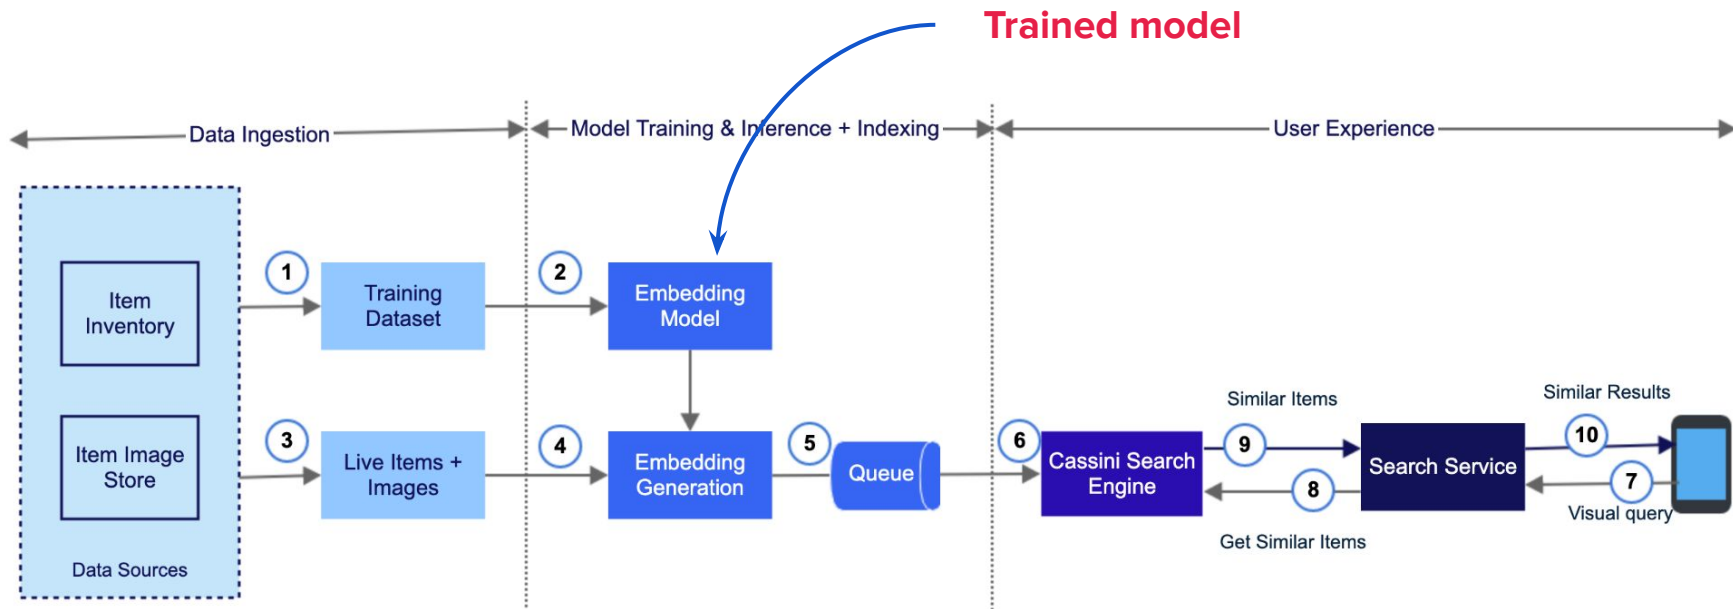 Trained model
Data Ingestion
Model Training & Inference + Indexing
User Experience
Item
Inventory
1
Training
Dataset
2
Embedding
Model
Item Image
Store
3
Live Items +
Images
4
Embedding
Generation
5
Queue
6
Cassini Search
Engine
Similar Items
9
8
Get Similar Items
Search Service
Similar Results
10
7
Visual query
Data Sources